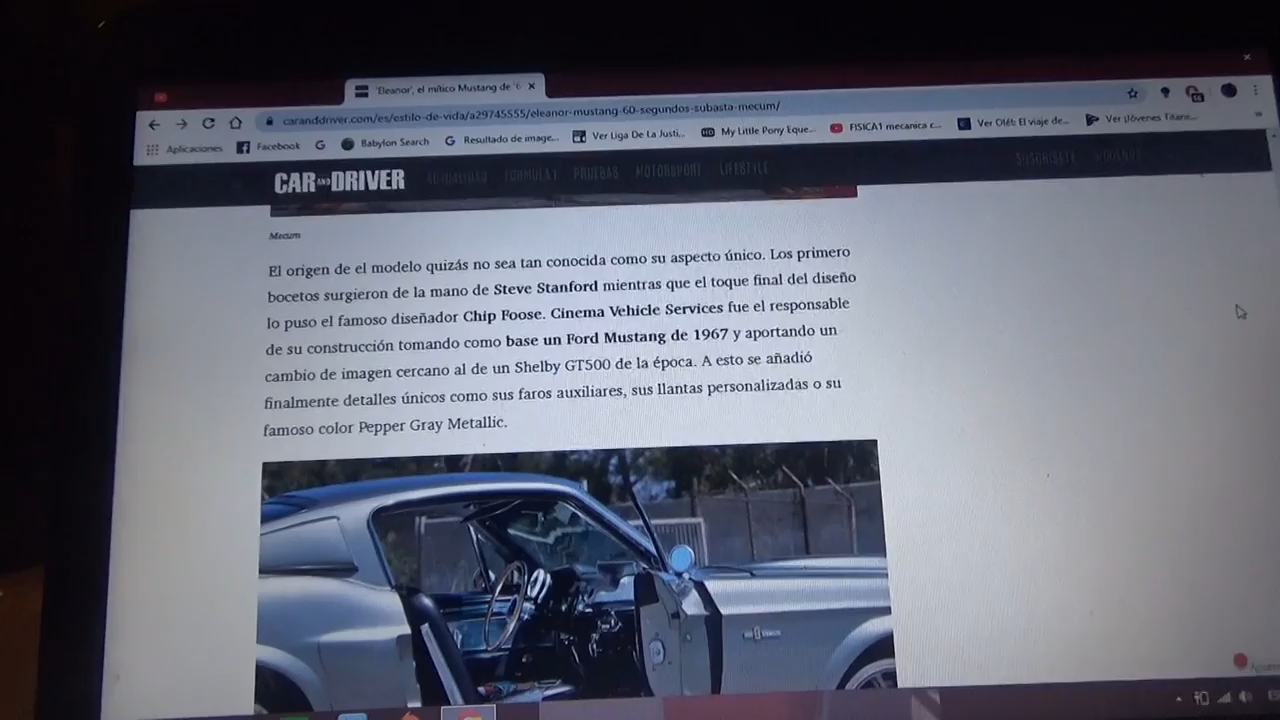 'Eleanor', el mítico Mustang de '6
caranddriver.com/es/estilo-de-vida/a29745555/eleanor-mustang-60-segundos-subasta-mecum/
Aplicaciones Facebook Babylon Search Resultado de image... Ver Liga De La Justi... My Little Pony Eque... FISICA1 mecanica c... Ver Olé!: El viaje de... Ver ¡Jóvenes Titane...
CAR AND DRIVER ACTUALIDAD FORMULA1 PRUEBAS MOTORSPORT LIFESTYLE SUSCRÍBETE
Mecum
El origen de el modelo quizás no sea tan conocida como su aspecto único. Los primero
bocetos surgieron de la mano de Steve Stanford mientras que el toque final del diseño
lo puso el famoso diseñador Chip Foose. Cinema Vehicle Services fue el responsable
de su construcción tomando como base un Ford Mustang de 1967 y aportando un
cambio de imagen cercano al de un Shelby GT500 de la época. A esto se añadió
finalmente detalles únicos como sus faros auxiliares, sus llantas personalizadas o su
famoso color Pepper Gray Metallic.